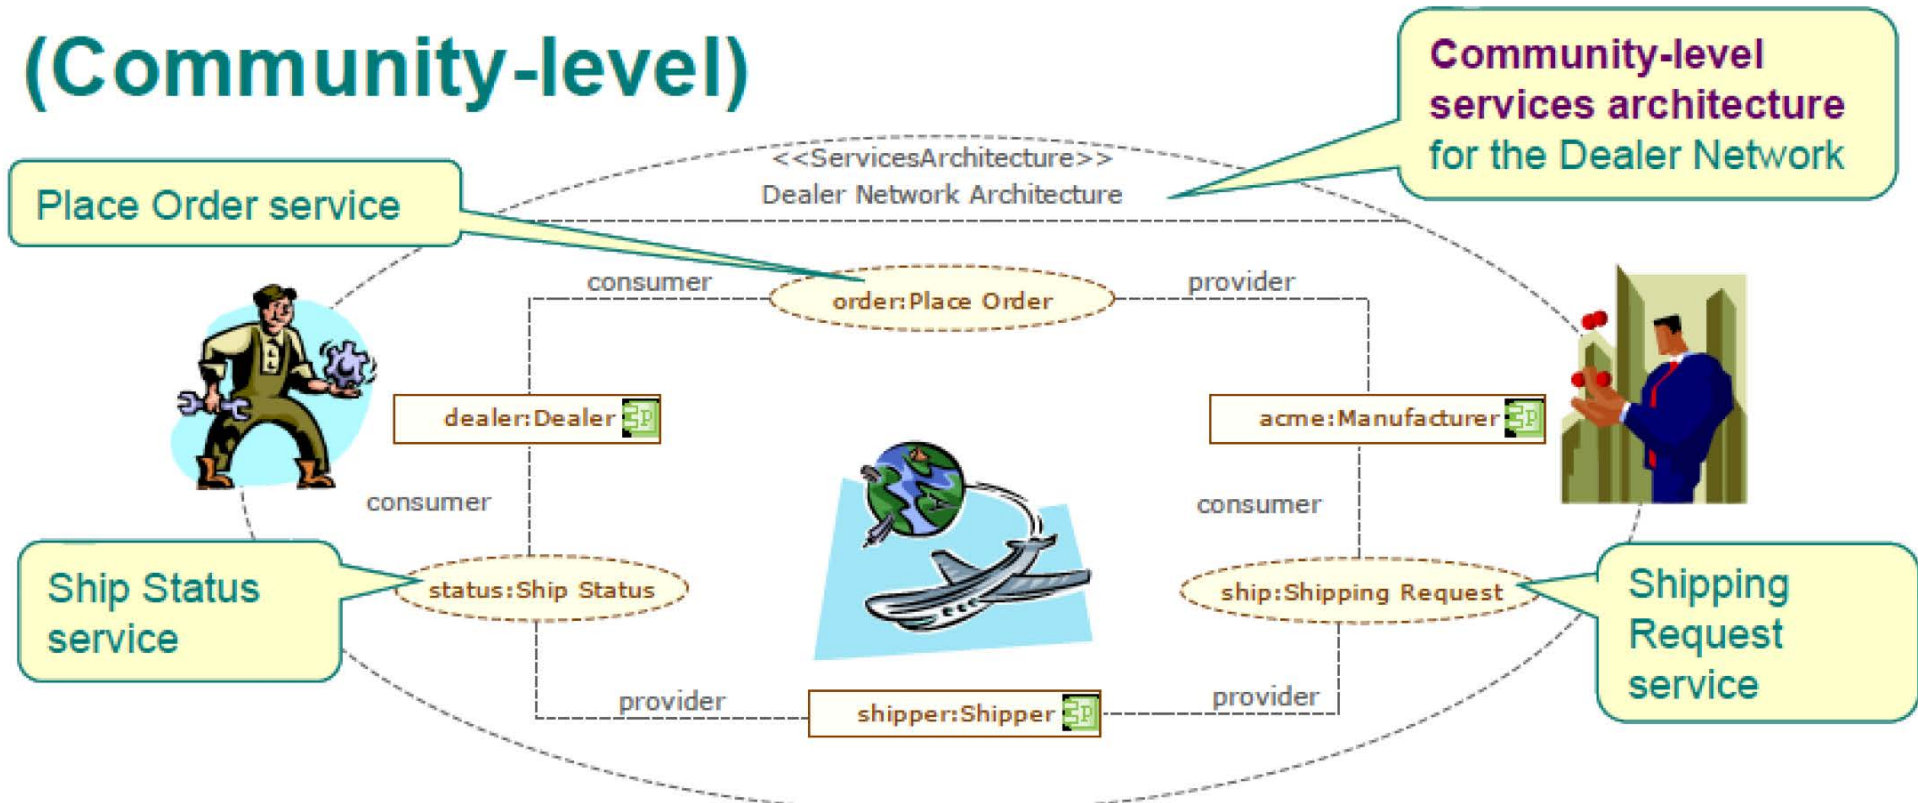 (Community-level)
Community-level
services architecture
for the Dealer Network
<<ServicesArchitecture>>
Dealer Network Architecture
Place Order service
consumer
provider
order:Place Order
dealer:Dealer
P
acme:Manufacturer
P
consumer
consumer
Ship Status
service
status:Ship Status
ship:Shipping Request
Shipping
Request
service
provider
provider
shipper:Shipper
P